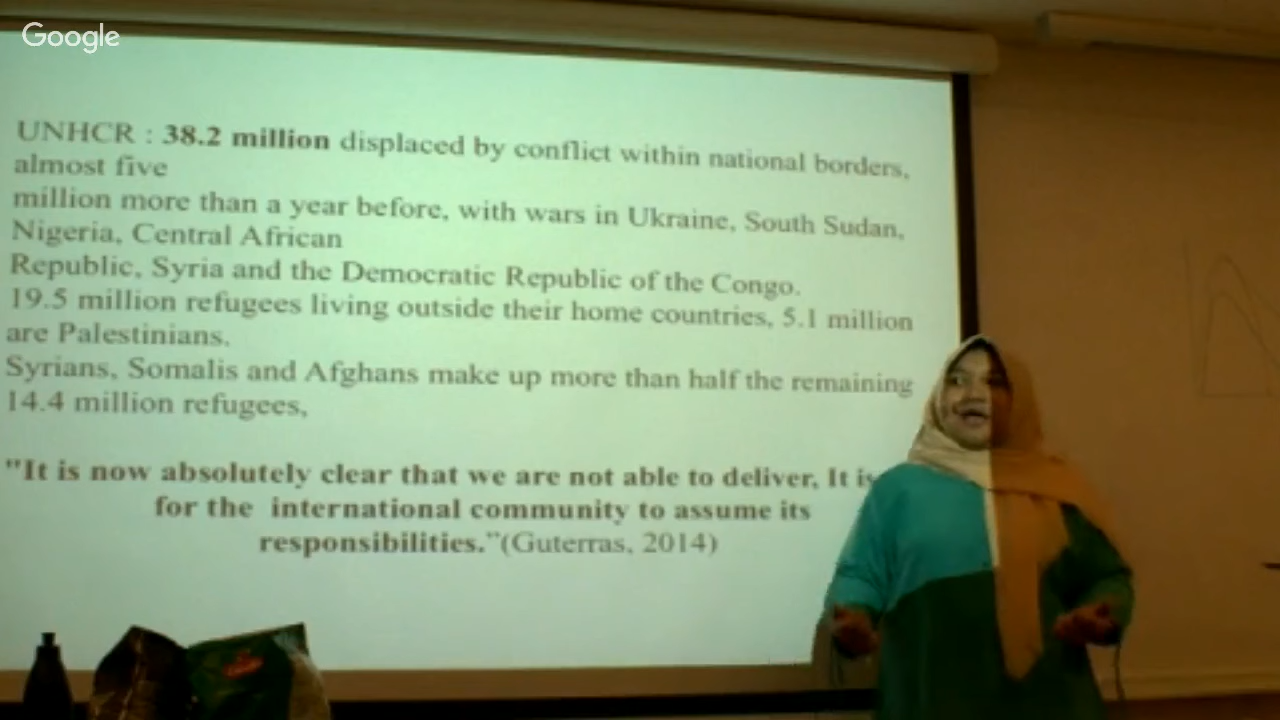 Google
UNHCR : 38.2 million displaced by conflict within national borders,
almost five
million more than a year before, with wars in Ukraine, South Sudan,
Nigeria, Central African
Republic, Syria and the Democratic Republic of the Congo.
19.5 million refugees living outside their home countries, 5.1 million
are Palestinians.
Syrians, Somalis and Afghans make up more than half the remaining
14.4 million refugees,
"It is now absolutely clear that we are not able to deliver, It is
for the international community to assume its
responsibilities."(Guterras, 2014)